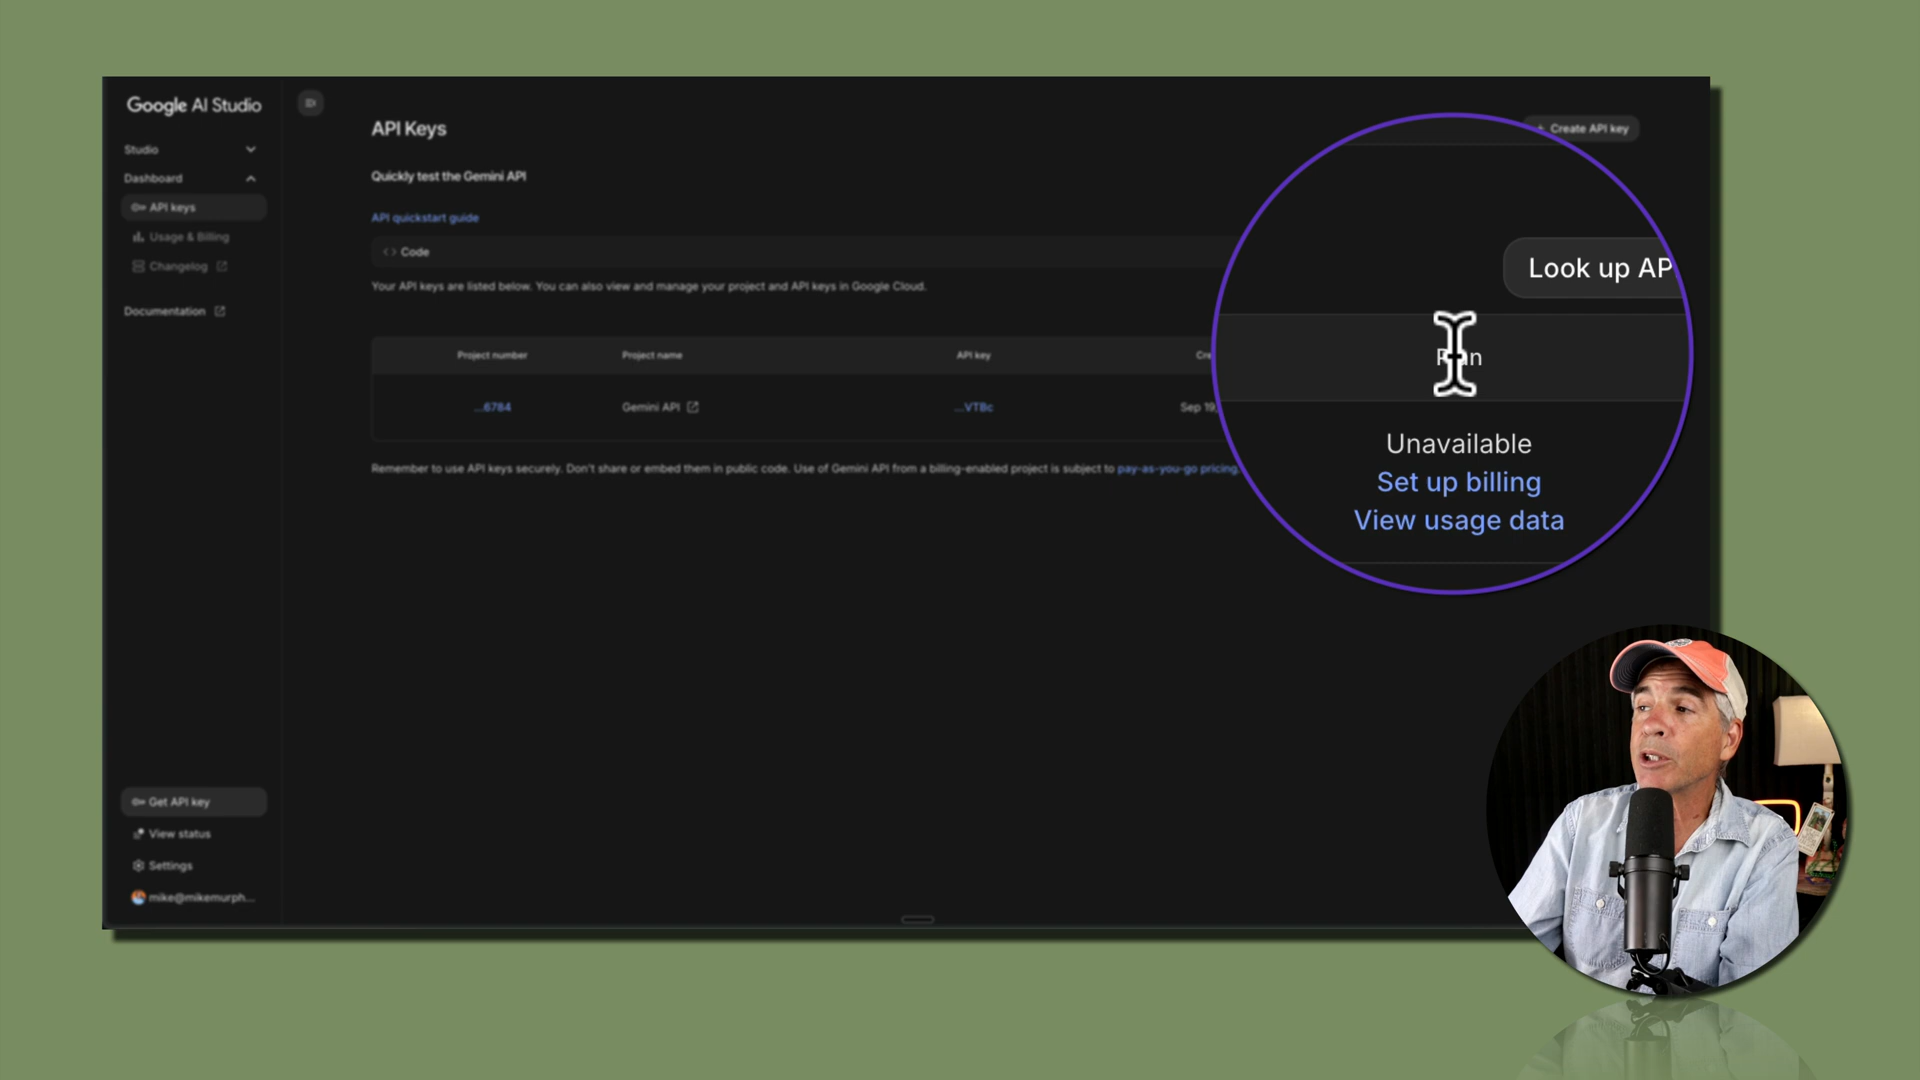 Google AI Studio
Studio
Dashboard
API keys
Usage & Billing
Changelog
Documentation
Get API key
View status
Settings
mike@mikemurph...
API Keys
Create API key
Quickly test the Gemini API
API quickstart guide
<> Code
Your API keys are listed below. You can also view and manage your project and API keys in Google Cloud.
Look up AP
Project number Project name API key Cre
...6784 Gemini API ...VTBc Sep 19,
Unavailable
Set up billing
View usage data
Remember to use API keys securely. Don't share or embed them in public code. Use of Gemini API from a billing-enabled project is subject to pay-as-you-go pricing.